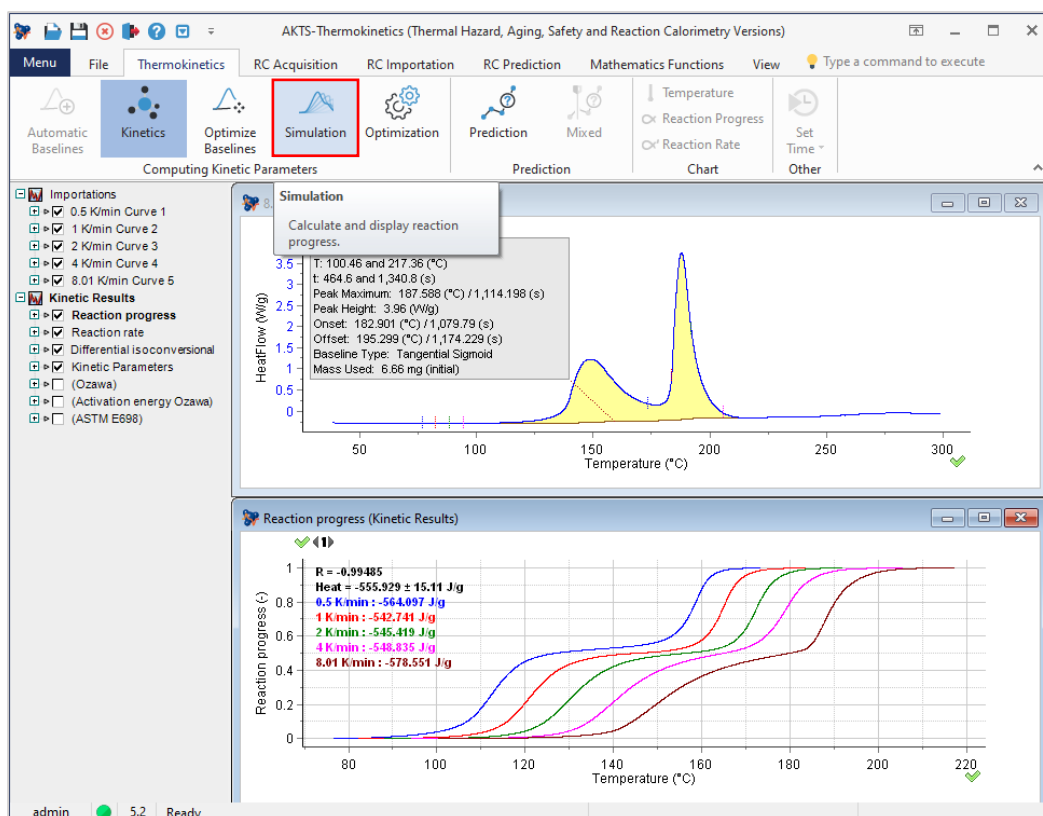 AKTS-Thermokinetics (Thermal Hazard, Aging, Safety and Reaction Calorimetry Versions)
Menu File Thermokinetics RC Acquisition RC Importation RC Prediction Mathematics Functions View Type a command to execute
Automatic Baselines
Kinetics
Optimize Baselines
Simulation
Optimization
Prediction
Mixed
Temperature
Reaction Progress
Reaction Rate
Set Time
Computing Kinetic Parameters Prediction Chart Other
Simulation
Calculate and display reaction
progress.
Importations
0.5 K/min Curve 1
1 K/min Curve 2
2 K/min Curve 3
4 K/min Curve 4
8.01 K/min Curve 5
Kinetic Results
Reaction progress
Reaction rate
Differential isoconversional
Kinetic Parameters
(Ozawa)
(Activation energy Ozawa)
(ASTM E698)
T: 100.46 and 217.36 (°C)
t: 464.6 and 1,340.8 (s)
Peak Maximum: 187.588 (°C) / 1,114.198 (s)
Peak Height: 3.96 (W/g)
Onset: 182.901 (°C) / 1,079.79 (s)
Offset: 195.299 (°C) / 1,174.229 (s)
Baseline Type: Tangential Sigmoid
Mass Used: 6.66 mg (initial)
HeatFlow (W/g)
3.5
3
2.5
2
1.5
1
0.5
0
50 100 150 200 250 300
Temperature (°C)
Reaction progress (Kinetic Results)
(1)
R = -0.99485
Heat = -555.929 ± 15.11 J/g
0.5 K/min : -564.097 J/g
1 K/min : -542.741 J/g
2 K/min : -545.419 J/g
4 K/min : -548.835 J/g
8.01 K/min : -578.551 J/g
Reaction progress (-)
1
0.8
0.6
0.4
0.2
0
80 100 120 140 160 180 200 220
Temperature (°C)
admin 5.2 Ready